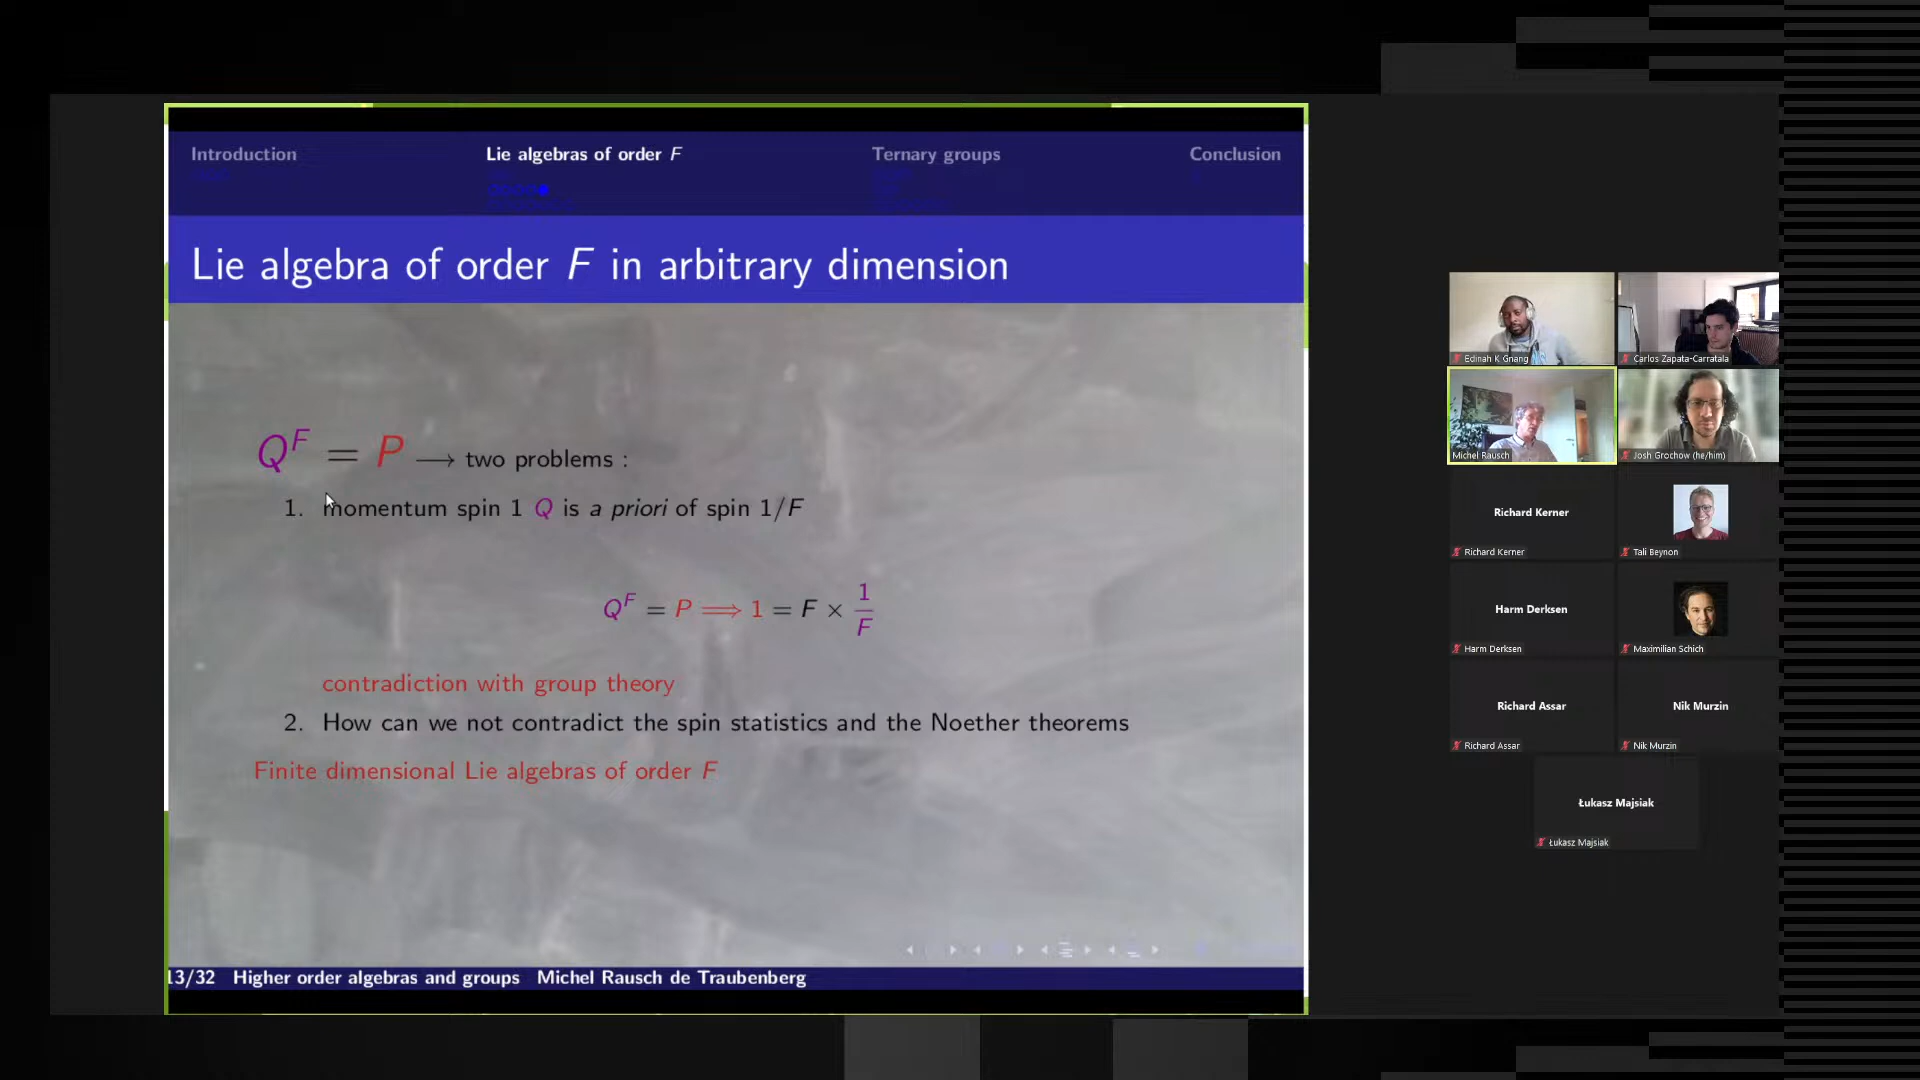 Introduction
Lie algebras of order F
Ternary groups
Conclusion
Lie algebra of order F in arbitrary dimension
Q^F = P ⟶ two problems :
1. momentum spin 1 Q is a priori of spin 1/F
Q^F = P ⟹ 1 = F × 1/F
contradiction with group theory
2. How can we not contradict the spin statistics and the Noether theorems
Finite dimensional Lie algebras of order F
13/32 Higher order algebras and groups Michel Rausch de Traubenberg
Edinah K Gnang
Carlos Zapata-Carratala
Michel Rausch
Josh Grochow (he/him)
Richard Kerner
Richard Kerner
Tali Beynon
Harm Derksen
Harm Derksen
Maximilian Schich
Richard Assar
Nik Murzin
Richard Assar
Nik Murzin
Łukasz Majsiak
Łukasz Majsiak